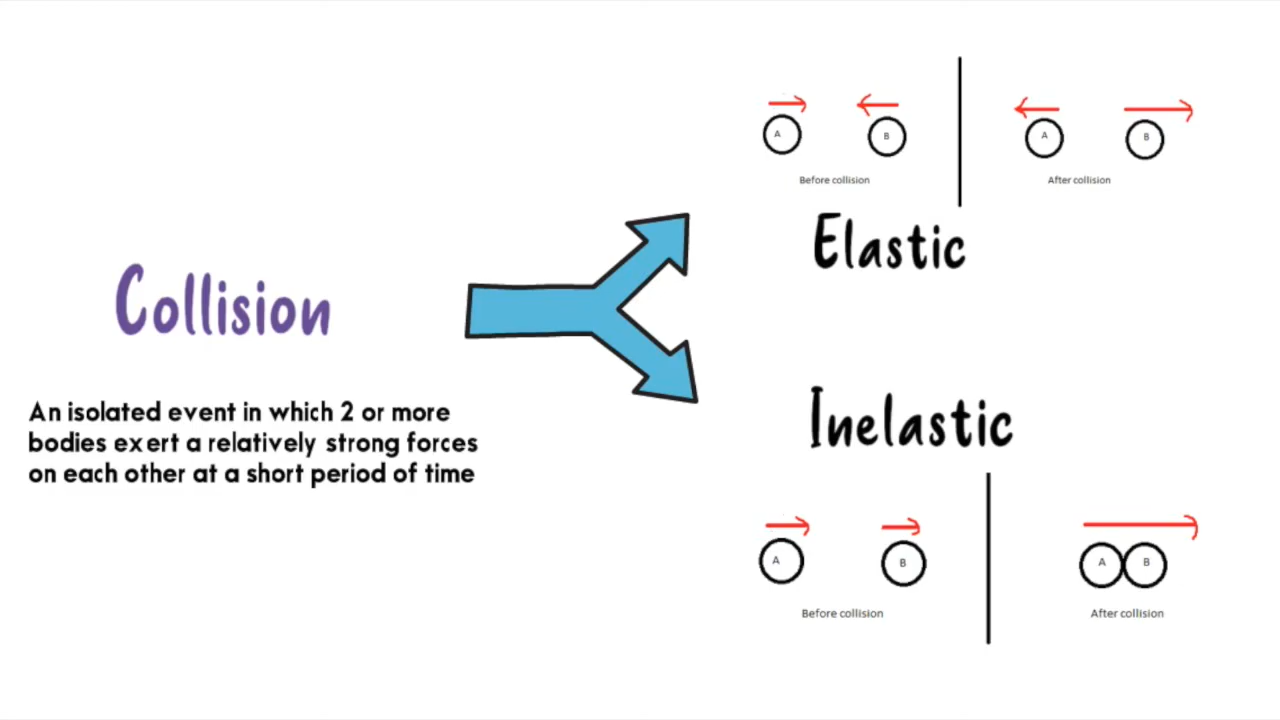 Collision
An isolated event in which 2 or more
bodies exert a relatively strong forces
on each other at a short period of time
A
B
A
B
Before collision
After collision
Elastic
Inelastic
A
B
A
B
Before collision
After collision